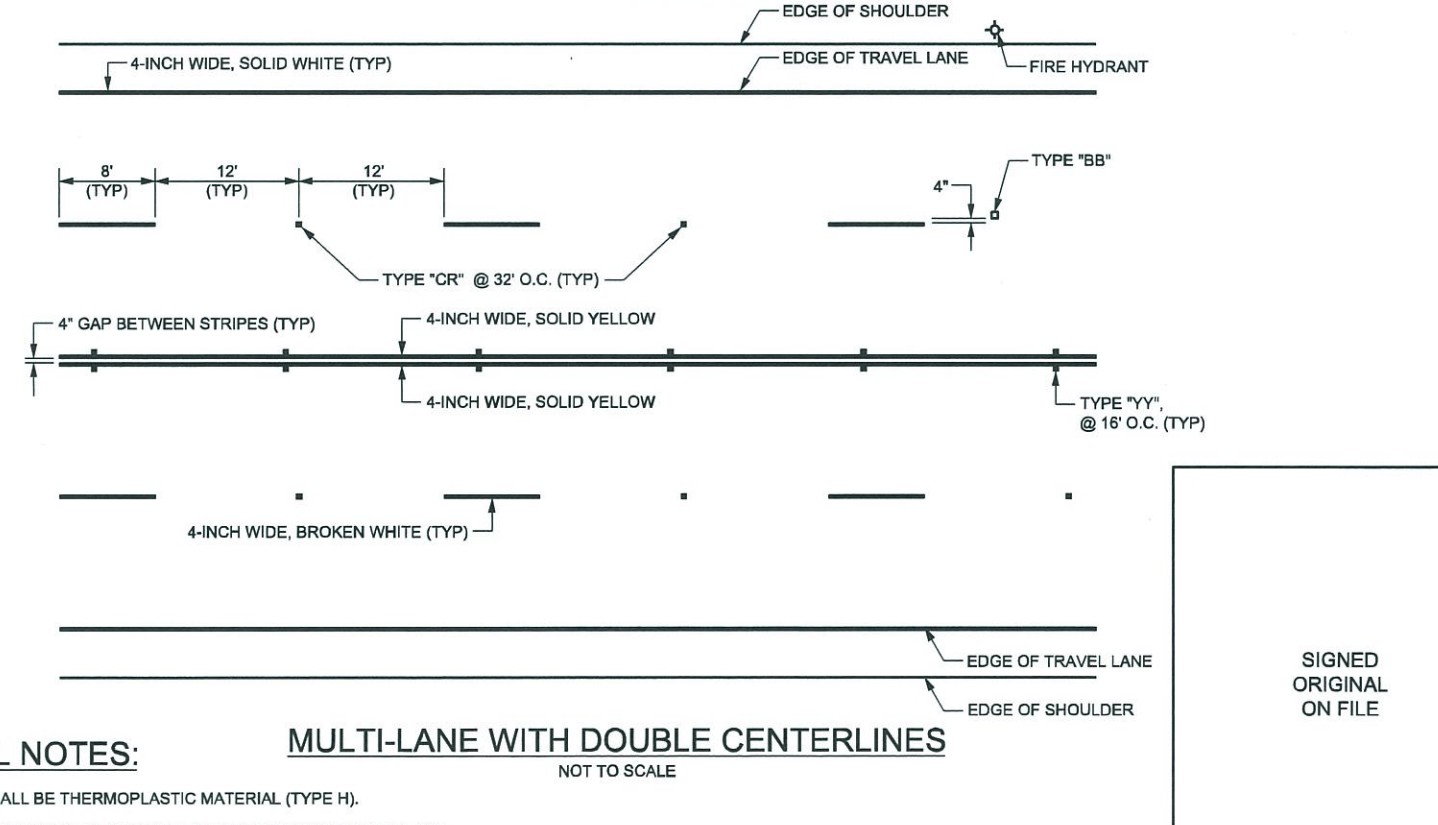 EDGE OF SHOULDER
4-INCH WIDE, SOLID WHITE (TYP)
EDGE OF TRAVEL LANE
FIRE HYDRANT
8'
(TYP)
12'
(TYP)
12'
(TYP)
4"
TYPE "BB"
TYPE "CR" @ 32' O.C. (TYP)
4" GAP BETWEEN STRIPES (TYP)
4-INCH WIDE, SOLID YELLOW
4-INCH WIDE, SOLID YELLOW
TYPE "YY",
@ 16' O.C. (TYP)
4-INCH WIDE, BROKEN WHITE (TYP)
EDGE OF TRAVEL LANE
EDGE OF SHOULDER
SIGNED
ORIGINAL
ON FILE
MULTI-LANE WITH DOUBLE CENTERLINES
NOT TO SCALE
L NOTES:
ALL BE THERMOPLASTIC MATERIAL (TYPE H).